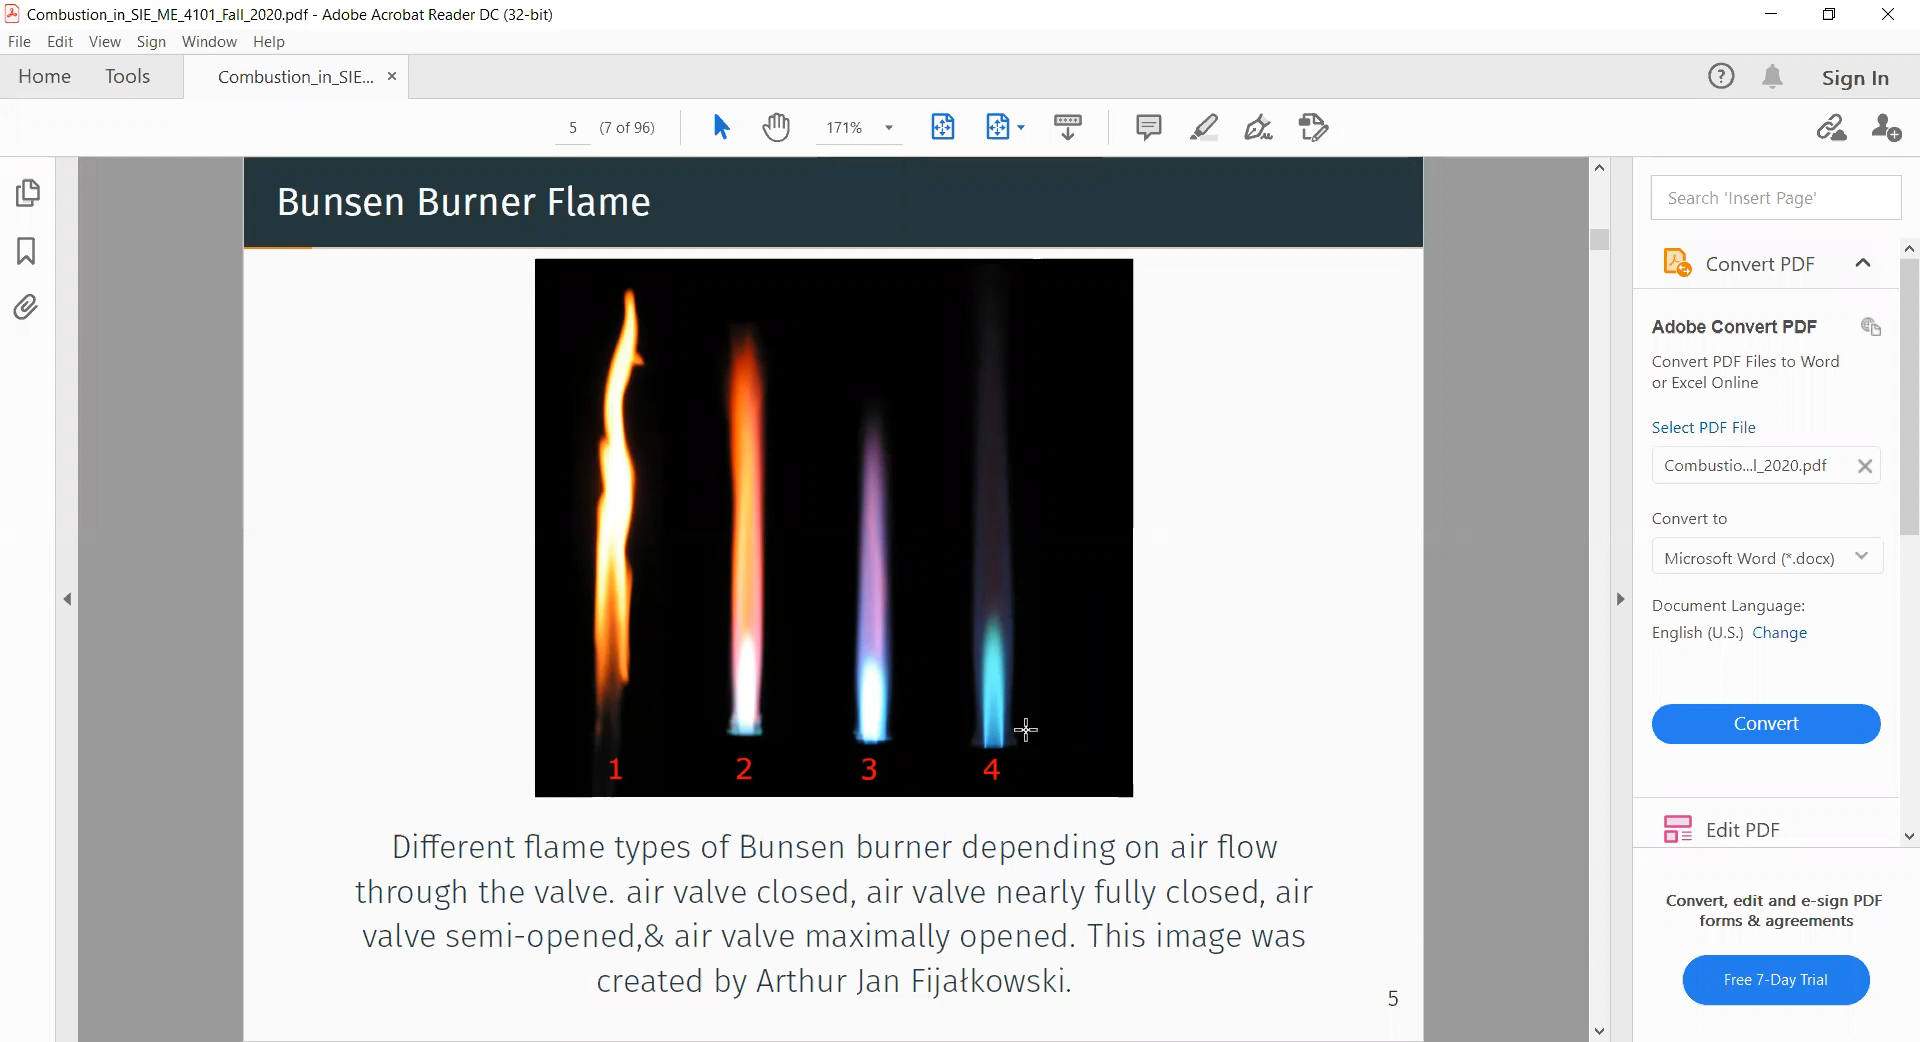 Combustion_in_SIE_ME_4101_Fall_2020.pdf - Adobe Acrobat Reader DC (32-bit)
File Edit View Sign Window Help
Home Tools Combustion_in_SIE... × Sign In
5 (7 of 96) 171%
Bunsen Burner Flame
1 2 3 4
Different flame types of Bunsen burner depending on air flow
through the valve. air valve closed, air valve nearly fully closed, air
valve semi-opened,& air valve maximally opened. This image was
created by Arthur Jan Fijałkowski.
5
Search 'Insert Page'
Convert PDF
Adobe Convert PDF
Convert PDF Files to Word
or Excel Online
Select PDF File
Combustio...l_2020.pdf
Convert to
Microsoft Word (*.docx)
Document Language:
English (U.S.) Change
Convert
Edit PDF
Convert, edit and e-sign PDF
forms & agreements
Free 7-Day Trial